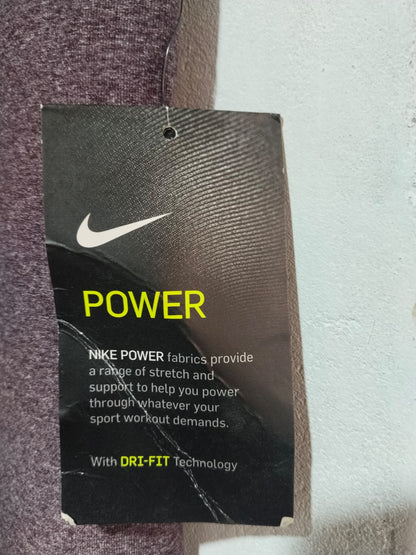 POWER
NIKE POWER fabrics provide
a range of stretch and
support to help you power
through whatever your
sport workout demands.
With DRI-FIT Technology